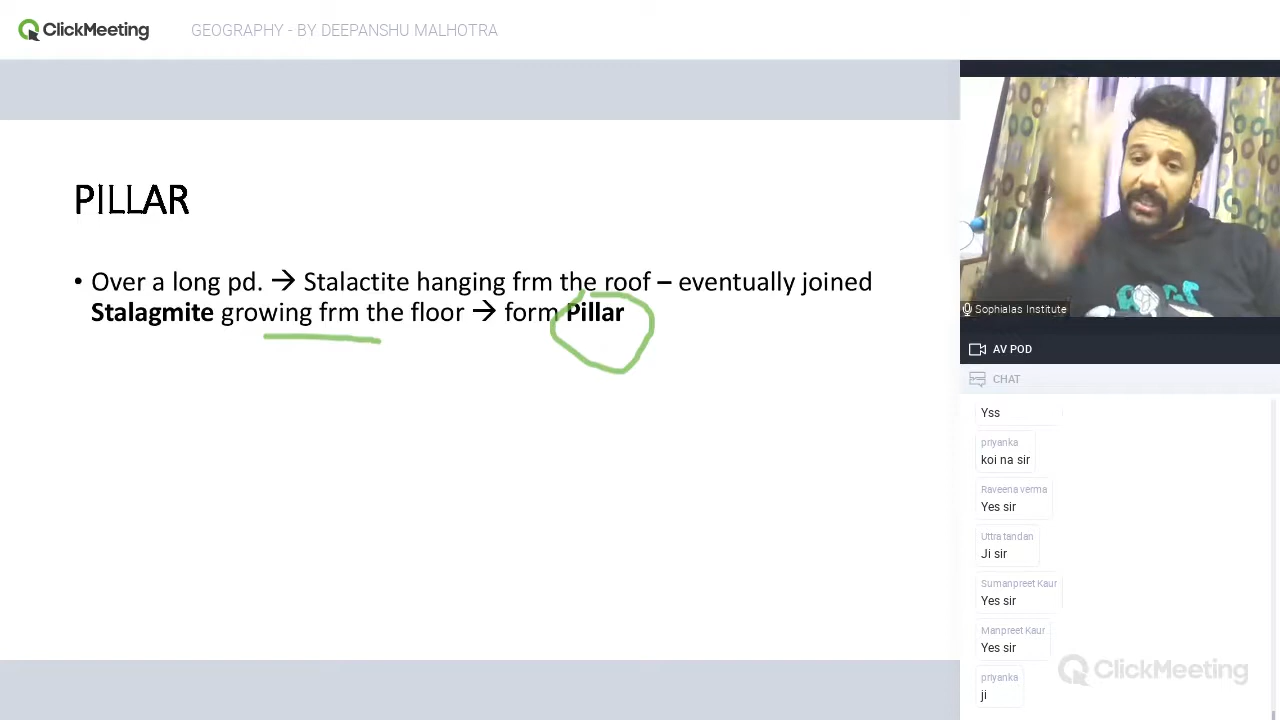 ClickMeeting
GEOGRAPHY - BY DEEPANSHU MALHOTRA
PILLAR
• Over a long pd. → Stalactite hanging frm the roof – eventually joined
Stalagmite growing frm the floor → form Pillar
Sophialas Institute
AV POD
CHAT
Yss
priyanka
koi na sir
Raveena verma
Yes sir
Uttra tandan
Ji sir
Sumanpreet Kaur
Yes sir
Manpreet Kaur
Yes sir
priyanka
ji
ClickMeeting